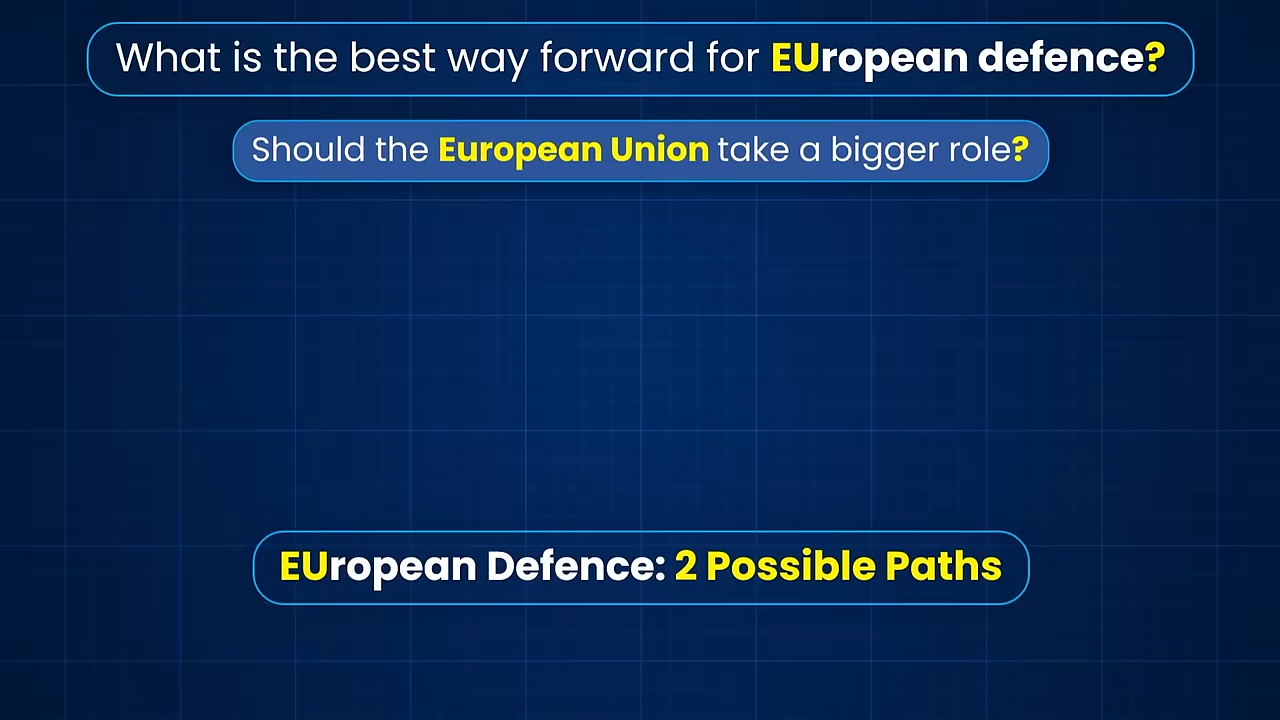 What is the best way forward for EUropean defence?
Should the European Union take a bigger role?
EUropean Defence: 2 Possible Paths